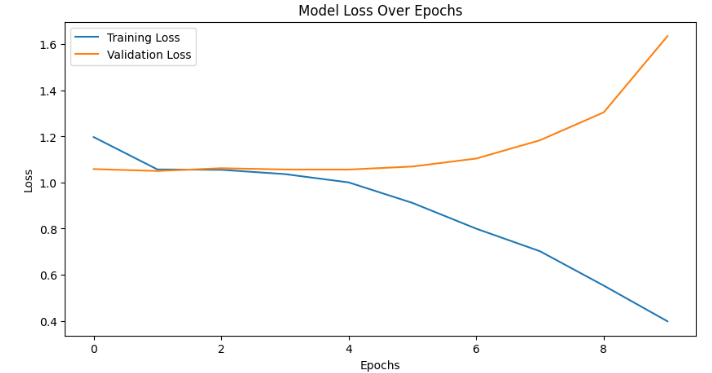 Model Loss Over Epochs
Training Loss
Validation Loss
1.6
1.4
1.2
1.0
0.8
0.6
0.4
Loss
0
2
4
6
8
Epochs